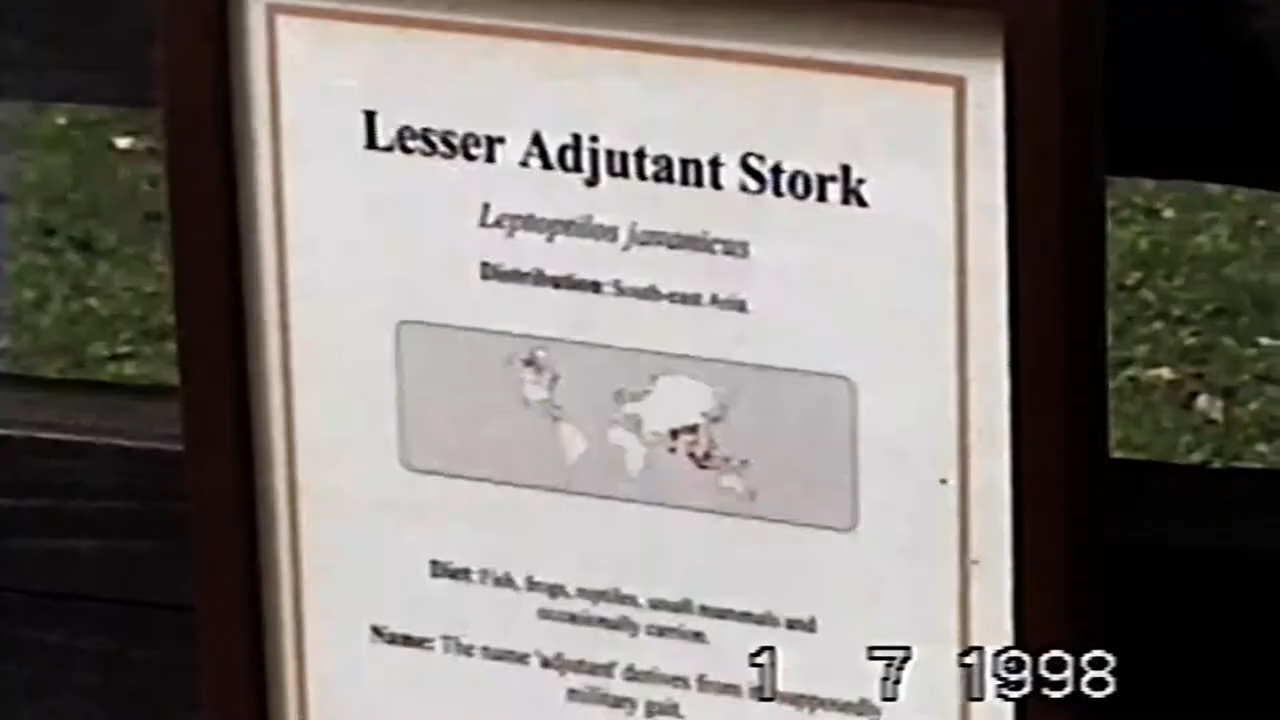 Lesser Adjutant Stork
Leptoptilos javanicus
Distribution: South-east Asia
Diet: Fish, frogs, reptiles, small mammals and
occasionally carrion.
Name: The name 'adjutant' derives from supposedly
military gait.
1 7 1998